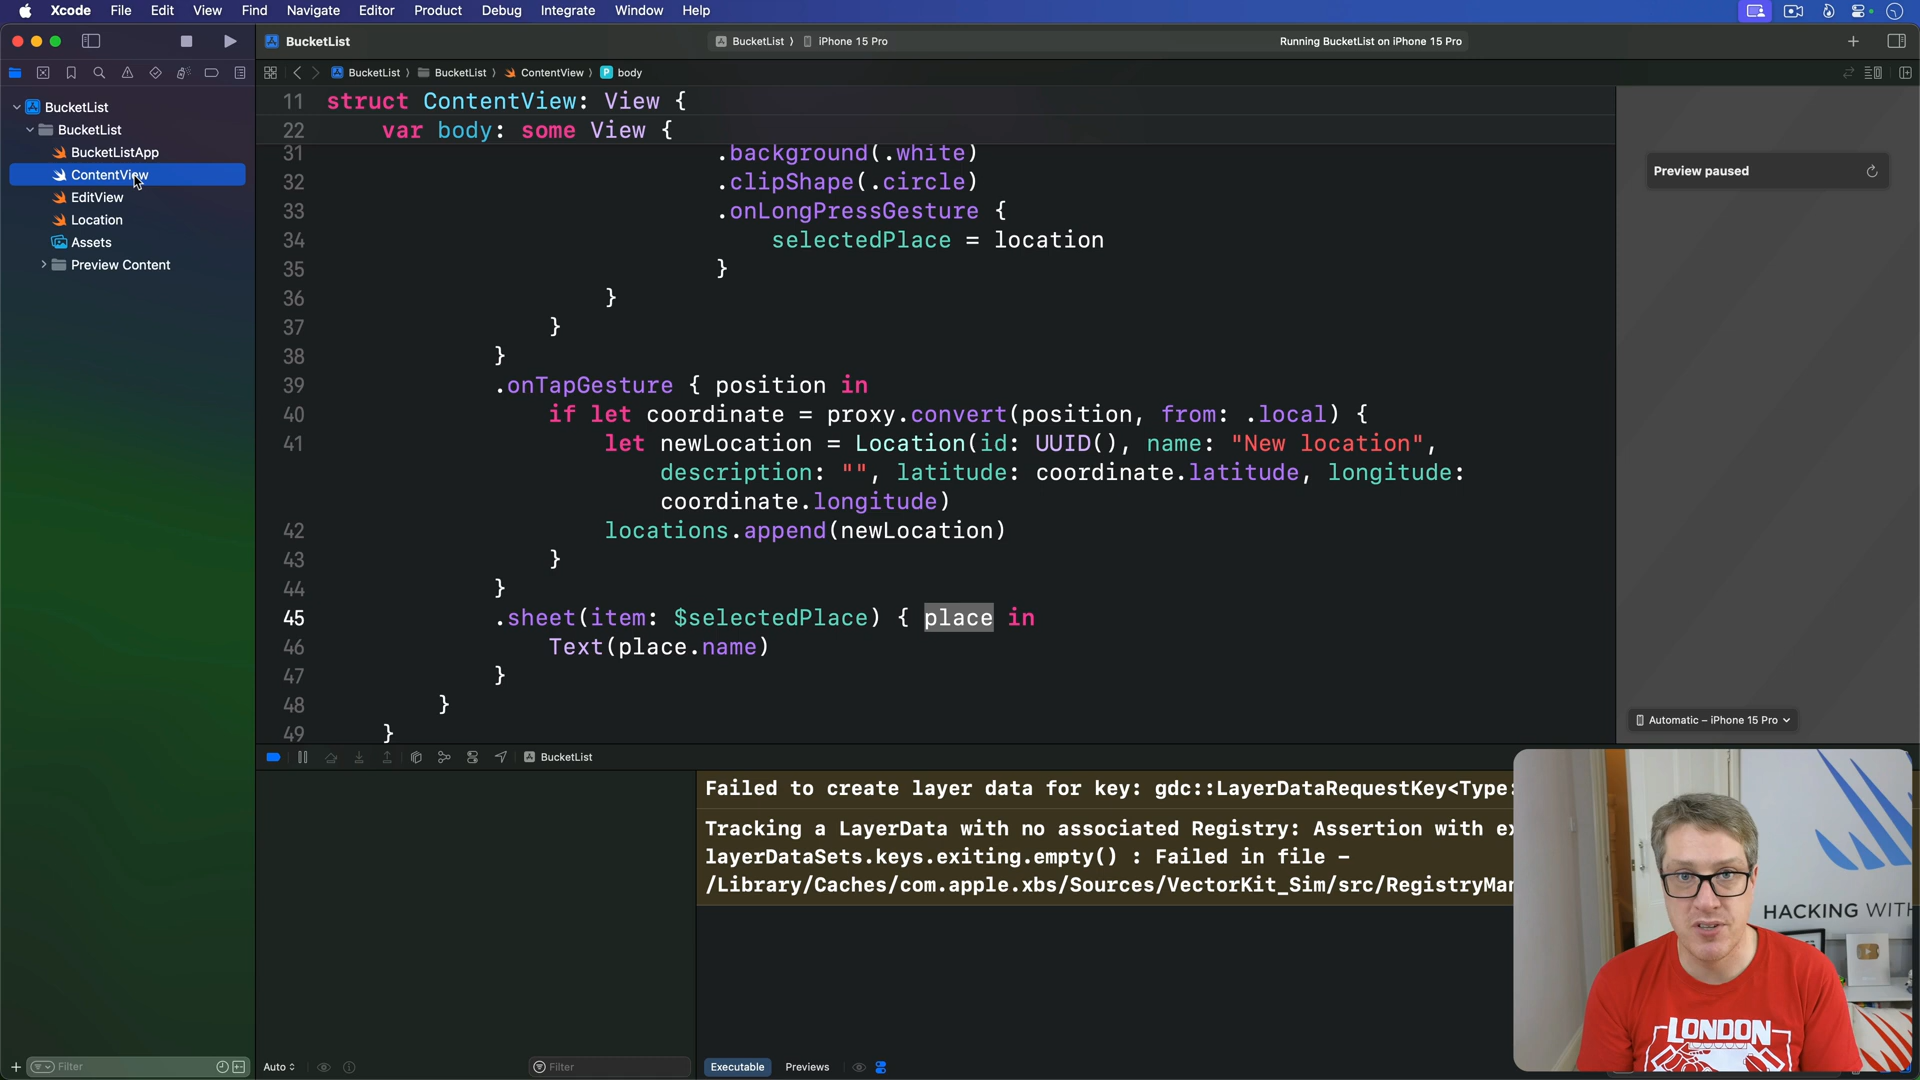 Xcode File Edit View Find Navigate Editor Product Debug Integrate Window Help
BucketList
BucketList 〉 iPhone 15 Pro
Running BucketList on iPhone 15 Pro
BucketList 〉 BucketList 〉 ContentView 〉 P body
BucketList
BucketList
BucketListApp
ContentView
EditView
Location
Assets
Preview Content
11 struct ContentView: View {
22 var body: some View {
31 .background(.white)
32 .clipShape(.circle)
33 .onLongPressGesture {
34 selectedPlace = location
35 }
36 }
37 }
38 }
39 .onTapGesture { position in
40 if let coordinate = proxy.convert(position, from: .local) {
41 let newLocation = Location(id: UUID(), name: "New location",
description: "", latitude: coordinate.latitude, longitude:
coordinate.longitude)
42 locations.append(newLocation)
43 }
44 }
45 .sheet(item: $selectedPlace) { place in
46 Text(place.name)
47 }
48 }
49 }
Preview paused
Automatic – iPhone 15 Pro
BucketList
Failed to create layer data for key: gdc::LayerDataRequestKey<Type:
Tracking a LayerData with no associated Registry: Assertion with
layerDataSets.keys.exiting.empty() : Failed in file –
/Library/Caches/com.apple.xbs/Sources/VectorKit_Sim/src/
HACKING WITH
LONDON
Filter
Auto
Filter
Executable Previews